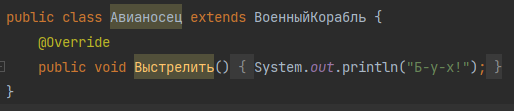 public class Авианосец extends ВоенныйКорабль {
@Override
public void Выстрелить() { System.out.println("Б-у-х!"); }
}